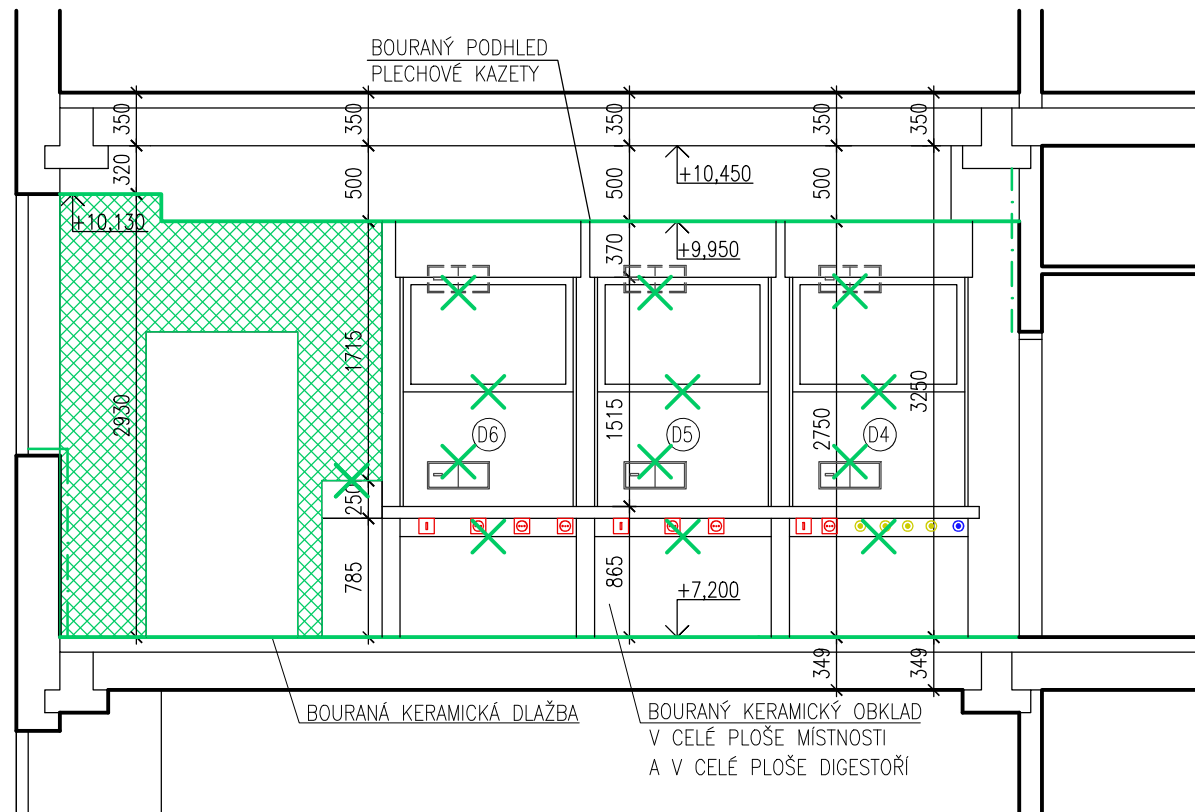 BOURANÝ PODHLED
PLECHOVÉ KAZETY
350
350
350
350
350
320
500
500
500
+10,450
+10,130
+9,950
370
1715
2930
1515
2750
3250
D6
D5
D4
250
785
865
+7,200
349
349
BOURANÁ KERAMICKÁ DLAŽBA
BOURANÝ KERAMICKÝ OBKLAD
V CELÉ PLOŠE MÍSTNOSTI
A V CELÉ PLOŠE DIGESTOŘÍ